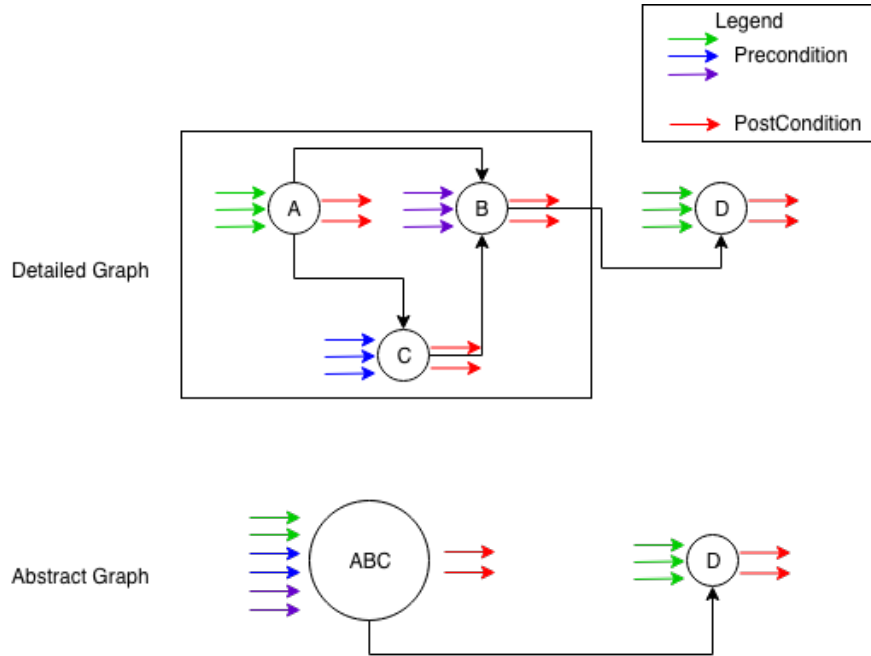 Legend
Precondition
PostCondition
A
B
D
Detailed Graph
C
ABC
D
Abstract Graph